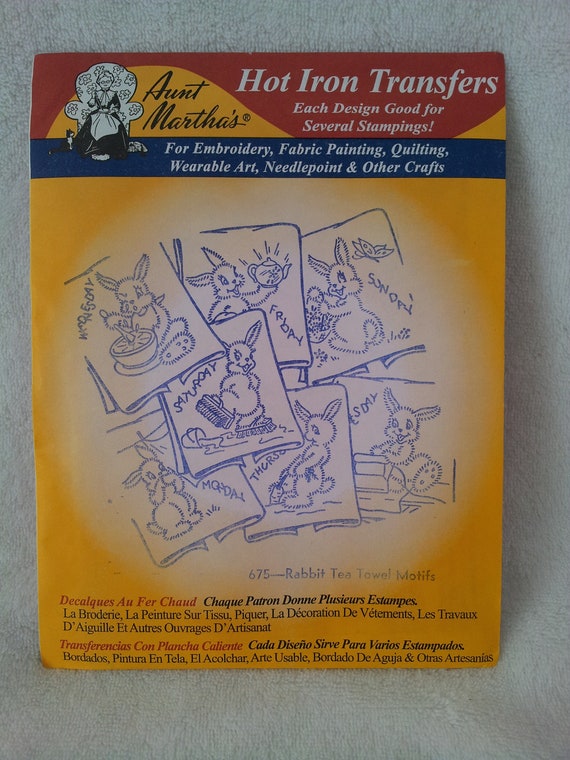 Aunt
Martha's®
Hot Iron Transfers
Each Design Good for
Several Stampings!
For Embroidery, Fabric Painting, Quilting,
Wearable Art, Needlepoint & Other Crafts
FRIDAY
SUNDAY
SATURDAY
MONDAY
THURS
ESDAY
675—Rabbit Tea Towel Motifs
Decalques Au Fer Chaud Chaque Patron Donne Plusieurs Estampes.
La Broderie, La Peinture Sur Tissu, Piquer, La Décoration De Vétements, Les Travaux
D'Aiguille Et Autres Ouvrages D'Artisanat
Transferencias Con Plancha Caliente Cada Diseño Sirve Para Varios Estampados.
Bordados, Pintura En Tela, El Acolchar, Arte Usable, Bordado De Aguja & Otras Artesanías